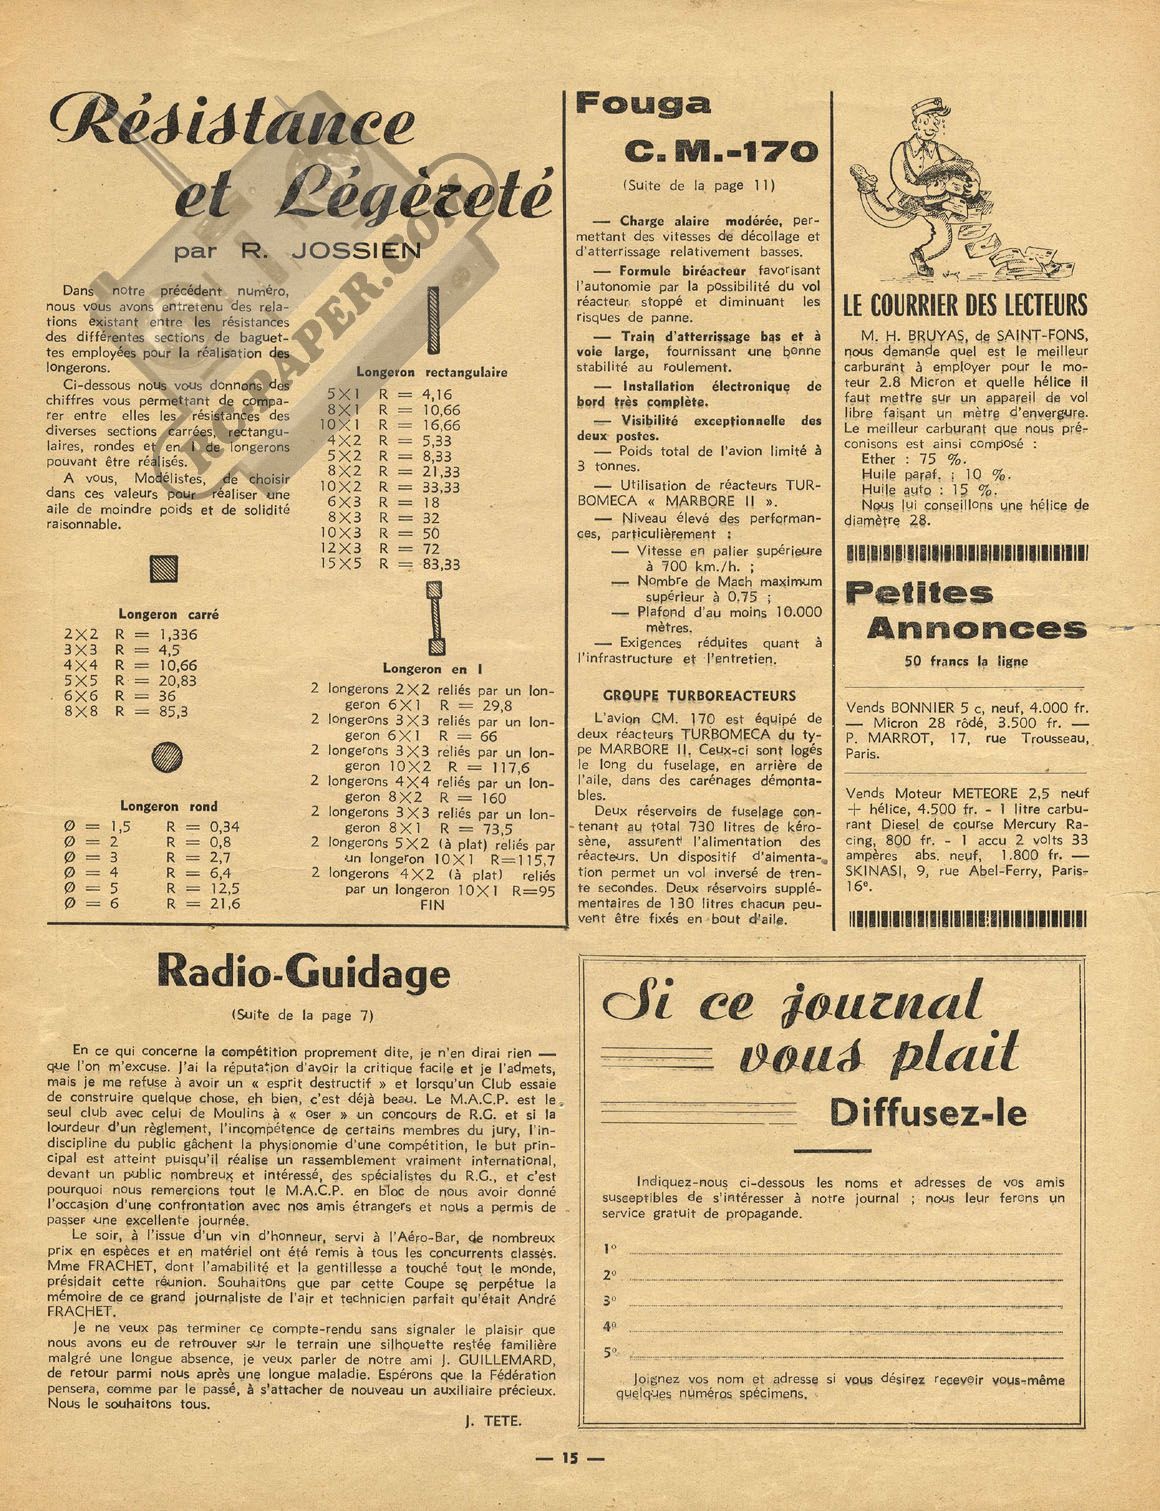 Résistance
et Légèreté
par R. JOSSIEN
Dans notre précédent numéro,
nous vous avons entretenu des rela-
tions existant entre les résistances
des différentes sections de baguet-
tes employées pour la réalisation des
longerons.
Ci-dessous nous vous donnons des
chiffres vous permettant de compa-
rer entre elles les résistances des
diverses sections carrées, rectangu-
laires, rondes et en I de longerons
pouvant être réalisés.
A vous, Modélistes, de choisir
dans ces valeurs pour réaliser une
aile de moindre poids et de solidité
raisonnable.
Longeron carré
2X2 R = 1,336
3X3 R = 4,5
4X4 R = 10,66
5X5 R = 20,83
6X6 R = 36
8X8 R = 85,3
Longeron rond
Ø = 1,5 R = 0,34
Ø = 2 R = 0,8
Ø = 3 R = 2,7
Ø = 4 R = 6,4
Ø = 5 R = 12,5
Ø = 6 R = 21,6
Longeron rectangulaire
5X1 R = 4,16
8X1 R = 10,66
10X1 R = 16,66
4X2 R = 5,33
5X2 R = 8,33
8X2 R = 21,33
10X2 R = 33,33
6X3 R = 18
8X3 R = 32
10X3 R = 50
12X3 R = 72
15X5 R = 83,33
Longeron en I
2 longerons 2X2 reliés par un lon-
geron 6X1 R = 29,8
2 longerons 3X3 reliés par un lon-
geron 6X1 R = 66
2 longerons 3X3 reliés par un lon-
geron 10X2 R = 117,6
2 longerons 4X4 reliés par un lon-
geron 8X2 R = 160
2 longerons 3X3 reliés par un lon-
geron 8X1 R = 73,5
2 longerons 5X2 (à plat) reliés par
un longeron 10X1 R=115,7
2 longerons 4X2 (à plat) reliés
par un longeron 10X1 R=95
FIN
RCPAPER.COM
Fouga
C.M.-170
(Suite de la page 11)
— Charge alaire modérée, per-
mettant des vitesses de décollage et
d'atterrissage relativement basses.
— Formule biréacteur favorisant
l'autonomie par la possibilité du vol
réacteur stoppé et diminuant les
risques de panne.
— Train d'atterrissage bas et à
voie large, fournissant une bonne
stabilité au roulement.
— Installation électronique de
bord très complète.
— Visibilité exceptionnelle des
deux postes.
— Poids total de l'avion limité à
3 tonnes.
— Utilisation de réacteurs TUR-
BOMECA « MARBORE II ».
— Niveau élevé des performan-
ces, particulièrement :
— Vitesse en palier supérieure
à 700 km./h. ;
— Nombre de Mach maximum
supérieur à 0,75 ;
— Plafond d'au moins 10.000
mètres.
— Exigences réduites quant à
l'infrastructure et l'entretien.
GROUPE TURBOREACTEURS
L'avion CM. 170 est équipé de
deux réacteurs TURBOMECA du ty-
pe MARBORE II. Ceux-ci sont logés
le long du fuselage, en arrière de
l'aile, dans des carénages démonta-
bles.
Deux réservoirs de fuselage con-
tenant au total 730 litres de kéro-
sène, assurent l'alimentation des
réacteurs. Un dispositif d'alimenta-
tion permet un vol inversé de tren-
te secondes. Deux réservoirs supplé-
mentaires de 130 litres chacun peu-
vent être fixés en bout d'aile.
LE COURRIER DES LECTEURS
M. H. BRUYAS, de SAINT-FONS,
nous demande quel est le meilleur
carburant à employer pour le mo-
teur 2.8 Micron et quelle hélice il
faut mettre sur un appareil de vol
libre faisant un mètre d'envergure.
Le meilleur carburant que nous pré-
conisons est ainsi composé :
Ether : 75 %.
Huile paraf. : 10 %.
Huile auto : 15 %.
Nous lui conseillons une hélice de
diamètre 28.
Petites
Annonces
50 francs la ligne
Vends BONNIER 5 c, neuf, 4.000 fr.
— Micron 28 rôdé, 3.500 fr. —
P. MARROT, 17, rue Trousseau,
Paris.
Vends Moteur METEORE 2,5 neuf
+ hélice, 4.500 fr. - 1 litre carbu-
rant Diesel de course Mercury Ra-
cing, 800 fr. - 1 accu 2 volts 33
ampères abs. neuf, 1.800 fr. —
SKINASI, 9, rue Abel-Ferry, Paris-
16e.
Radio-Guidage
(Suite de la page 7)
En ce qui concerne la compétition proprement dite, je n'en dirai rien —
que l'on m'excuse. J'ai la réputation d'avoir la critique facile et je l'admets,
mais je me refuse à avoir un « esprit destructif » et lorsqu'un Club essaie
de construire quelque chose, eh bien, c'est déjà beau. Le M.A.C.P. est le
seul club avec celui de Moulins à « oser » un concours de R.G. et si la
lourdeur d'un règlement, l'incompétence de certains membres du jury, l'in-
discipline du public gâchent la physionomie d'une compétition, le but prin-
cipal est atteint puisqu'il réalise un rassemblement vraiment international,
devant un public nombreux et intéressé, des spécialistes du R.G., et c'est
pourquoi nous remercions tout le M.A.C.P. en bloc de nous avoir donné
l'occasion d'une confrontation avec nos amis étrangers et nous a permis de
passer une excellente journée.
Le soir, à l'issue d'un vin d'honneur, servi à l'Aéro-Bar, de nombreux
prix en espèces et en matériel ont été remis à tous les concurrents classés.
Mme FRACHET, dont l'amabilité et la gentillesse a touché tout le monde,
présidait cette réunion. Souhaitons que par cette Coupe se perpétue la
mémoire de ce grand journaliste de l'air et technicien parfait qu'était André
FRACHET.
Je ne veux pas terminer ce compte-rendu sans signaler le plaisir que
nous avons eu de retrouver sur le terrain une silhouette restée familière
malgré une longue absence, je veux parler de notre ami J. GUILLEMARD,
de retour parmi nous après une longue maladie. Espérons que la Fédération
pensera, comme par le passé, à s'attacher de nouveau un auxiliaire précieux.
Nous le souhaitons tous.
J. TETE.
Si ce journal
vous plait
Diffusez-le
Indiquez-nous ci-dessous les noms et adresses de vos amis
susceptibles de s'intéresser à notre journal ; nous leur ferons un
service gratuit de propagande.
1°
2°
3°
4°
5°
Joignez vos nom et adresse si vous désirez recevoir vous-même
quelques numéros spécimens.
— 15 —